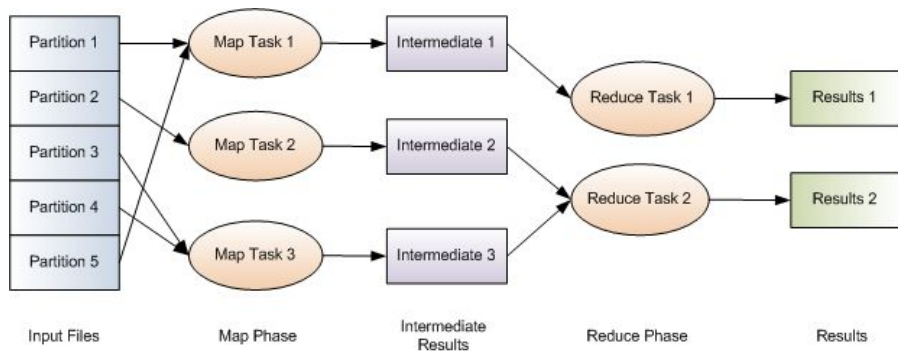 Partition 1
Partition 2
Partition 3
Partition 4
Partition 5
Input Files
Map Task 1
Map Task 2
Map Task 3
Map Phase
Intermediate 1
Intermediate 2
Intermediate 3
Intermediate
Results
Reduce Task 1
Reduce Task 2
Reduce Phase
Results 1
Results 2
Results